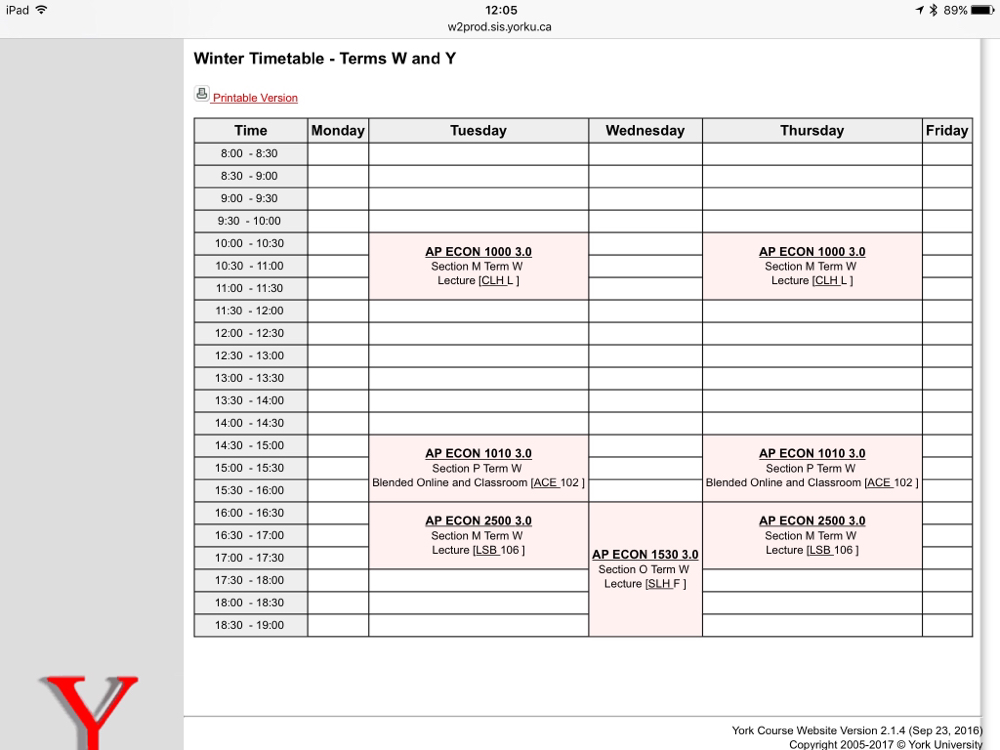 iPad 12:05 89%
w2prod.sis.yorku.ca
Winter Timetable - Terms W and Y
Printable Version
Time Monday Tuesday Wednesday Thursday Friday
8:00 - 8:30
8:30 - 9:00
9:00 - 9:30
9:30 - 10:00
10:00 - 10:30
10:30 - 11:00
11:00 - 11:30
AP ECON 1000 3.0
Section M Term W
Lecture [CLH L ]
AP ECON 1000 3.0
Section M Term W
Lecture [CLH L ]
11:30 - 12:00
12:00 - 12:30
12:30 - 13:00
13:00 - 13:30
13:30 - 14:00
14:00 - 14:30
14:30 - 15:00
15:00 - 15:30
15:30 - 16:00
AP ECON 1010 3.0
Section P Term W
Blended Online and Classroom [ACE 102 ]
AP ECON 1010 3.0
Section P Term W
Blended Online and Classroom [ACE 102 ]
16:00 - 16:30
16:30 - 17:00
17:00 - 17:30
AP ECON 2500 3.0
Section M Term W
Lecture [LSB 106 ]
AP ECON 1530 3.0
Section O Term W
Lecture [SLH F ]
AP ECON 2500 3.0
Section M Term W
Lecture [LSB 106 ]
17:30 - 18:00
18:00 - 18:30
18:30 - 19:00
Y
York Course Website Version 2.1.4 (Sep 23, 2016)
Copyright 2005-2017 © York University